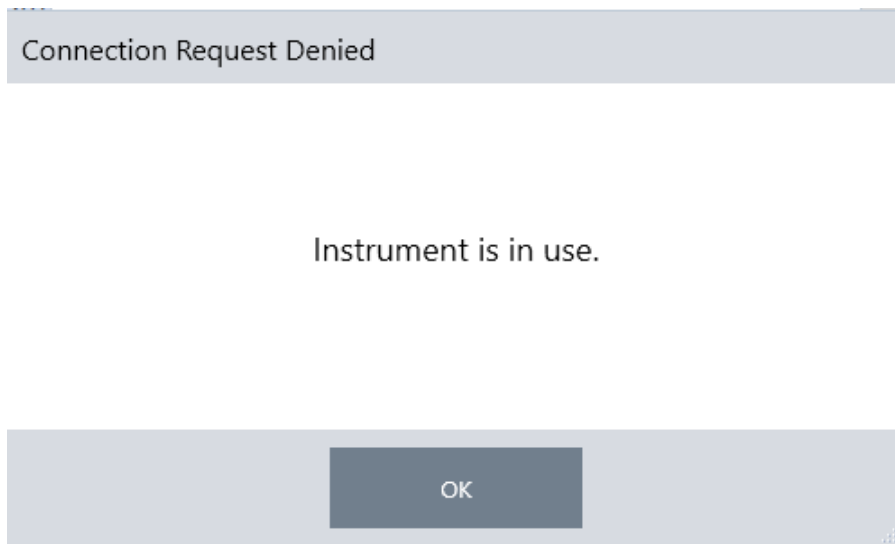 Connection Request Denied
Instrument is in use.
OK